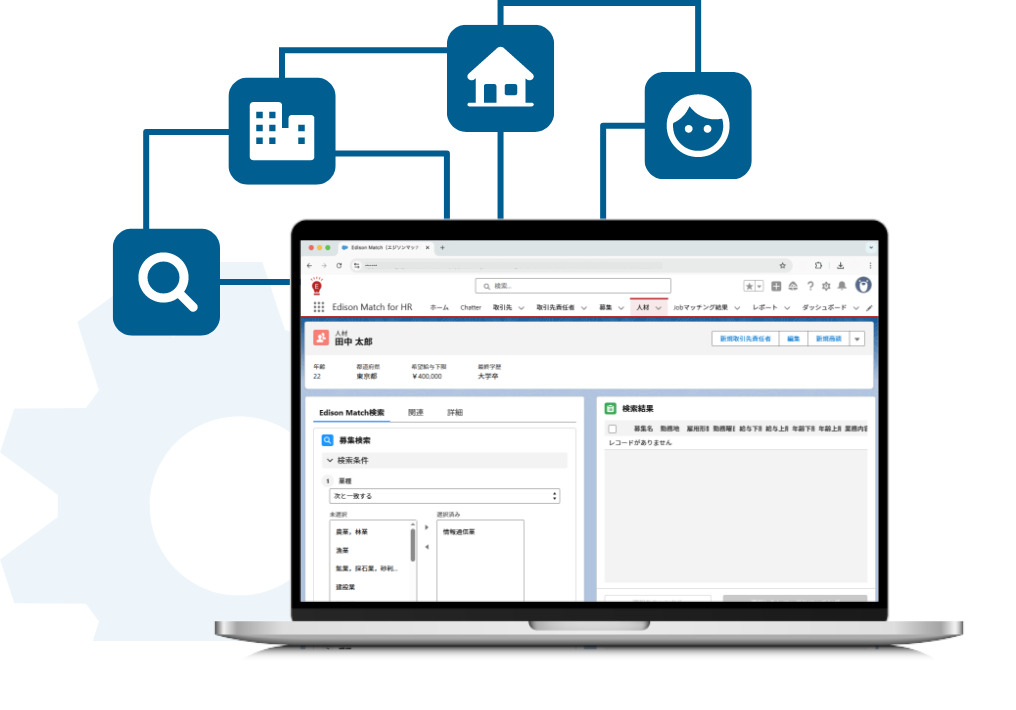 Edison Match (エジソンマッチ
検索...
Edison Match for HR ホーム Chatter 取引先 取引先責任者 募集 人材 Jobマッチング結果 レポート ダッシュボード
人材
田中 太郎
新規取引先責任者 編集 新規商談
年齢 都道府県 希望給与下限 最終学歴
22 東京都 ¥400,000 大学卒
Edison Match検索 関連 詳細
募集検索
検索条件
1 業種
次と一致する
未選択 選択済み
農業，林業
漁業
鉱業，採石業，砂利...
建設業
情報通信業
検索結果
募集名 勤務地 雇用形態 勤務曜日 給与下限 給与上限 年齢下限 年齢上限 業務内容
レコードがありません